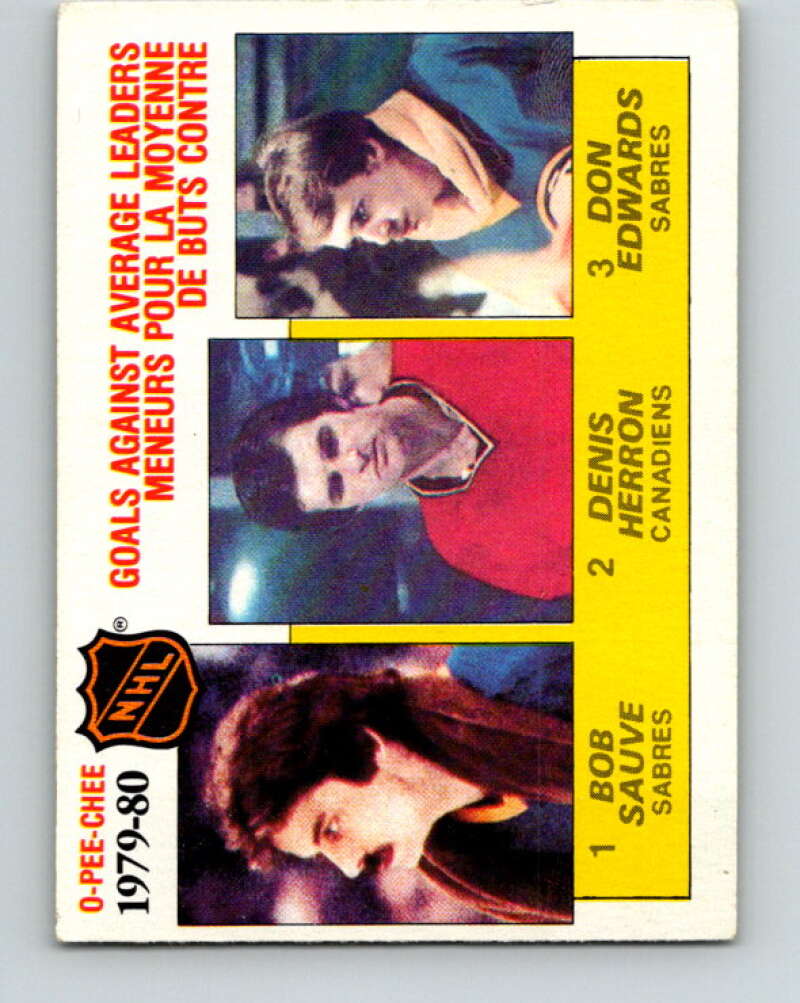 O-PEE-CHEE
1979-80
NHL
®
GOALS AGAINST AVERAGE LEADERS
MENEURS POUR LA MOYENNE
DE BUTS CONTRE
1 BOB
SAUVE
SABRES
2 DENIS
HERRON
CANADIENS
3 DON
EDWARDS
SABRES